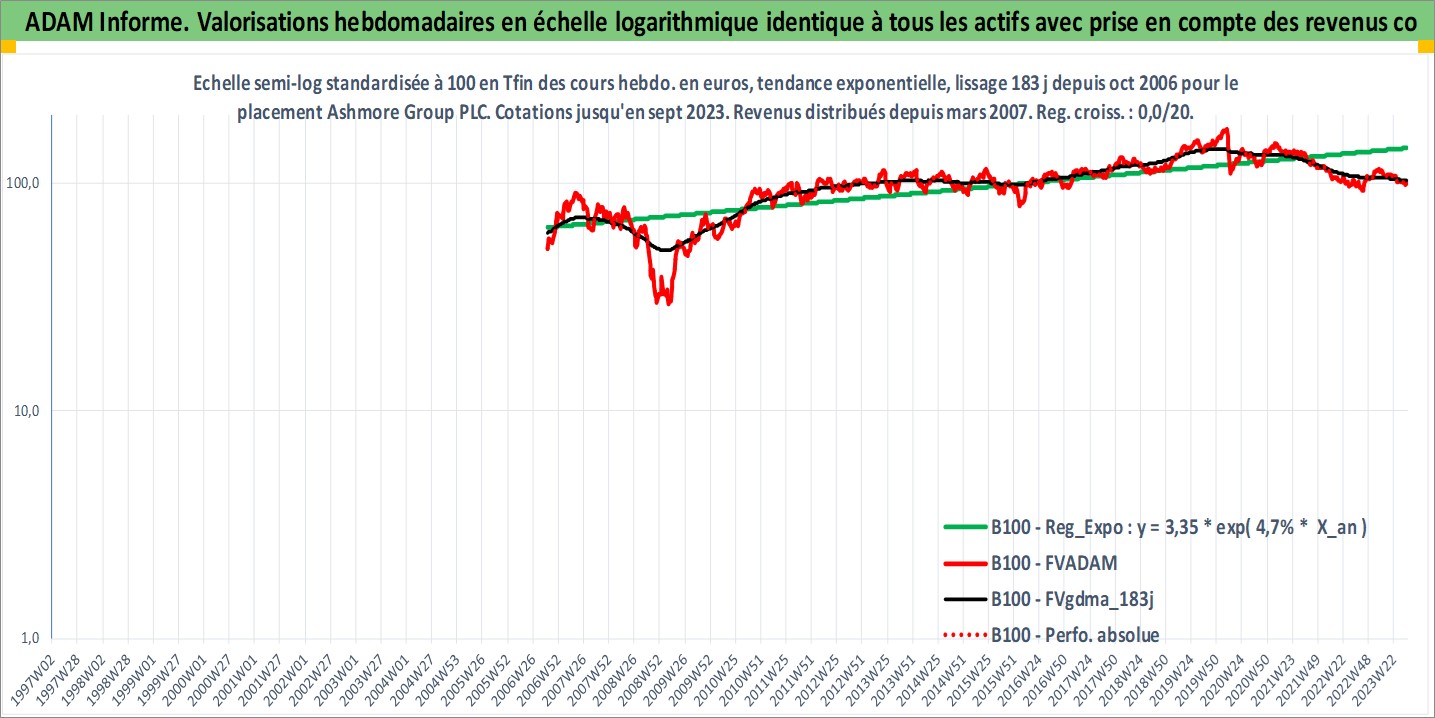 ADAM Informe. Valorisations hebdomadaires en échelle logarithmique identique à tous les actifs avec prise en compte des revenus co
Echelle semi-log standardisée à 100 en Tfin des cours hebdo. en euros, tendance exponentielle, lissage 183 j depuis oct 2006 pour le
placement Ashmore Group PLC. Cotations jusqu'en sept 2023. Revenus distribués depuis mars 2007. Reg. croiss. : 0,0/20.
100,0
10,0
1,0
B100 - Reg_Expo : y = 3,35 * exp( 4,7% * X_an )
B100 - FVADAM
B100 - FVgdma_183j
B100 - Perfo. absolue
1997W02
1997W28
1998W02
1998W28
1999W01
1999W27
2000W01
2000W27
2001W01
2001W27
2002W01
2002W27
2003W01
2003W27
2004W01
2004W27
2004W53
2005W26
2005W52
2006W26
2006W52
2007W26
2007W52
2008W26
2008W52
2009W26
2009W52
2010W25
2010W51
2011W25
2011W51
2012W25
2012W51
2013W25
2013W51
2014W25
2014W51
2015W25
2015W51
2016W24
2016W50
2017W24
2017W50
2018W24
2018W50
2019W24
2019W50
2020W24
2020W50
2021W23
2021W49
2022W22
2022W48
2023W22